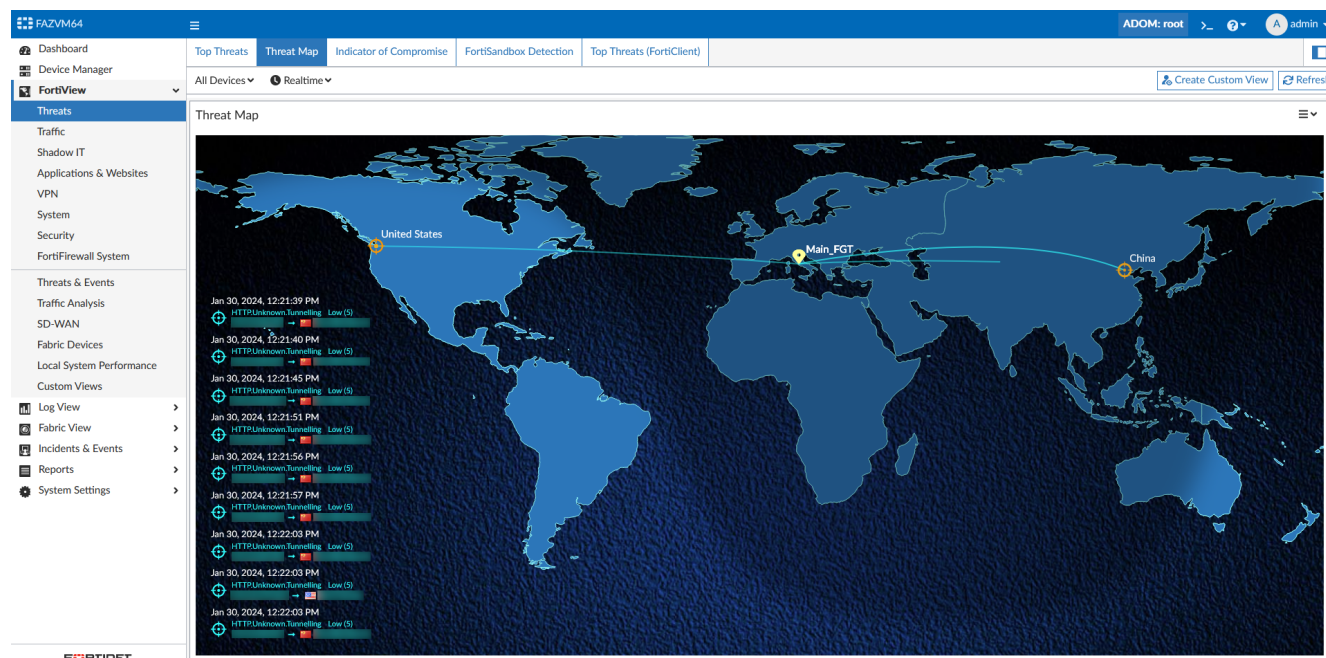 FAZVM64
ADOM: root
A admin
Dashboard
Device Manager
FortiView
Threats
Traffic
Shadow IT
Applications & Websites
VPN
System
Security
FortiFirewall System
Threats & Events
Traffic Analysis
SD-WAN
Fabric Devices
Local System Performance
Custom Views
Log View
Fabric View
Incidents & Events
Reports
System Settings
Top Threats
Threat Map
Indicator of Compromise
FortiSandbox Detection
Top Threats (FortiClient)
All Devices
Realtime
Create Custom View
Refresh
Threat Map
United States
Main_FGT
China
Jan 30, 2024, 12:21:39 PM
HTTP.Unknown.Tunnelling Low (5)
Jan 30, 2024, 12:21:40 PM
HTTP.Unknown.Tunnelling Low (5)
Jan 30, 2024, 12:21:45 PM
HTTP.Unknown.Tunnelling Low (5)
Jan 30, 2024, 12:21:51 PM
HTTP.Unknown.Tunnelling Low (5)
Jan 30, 2024, 12:21:56 PM
HTTP.Unknown.Tunnelling Low (5)
Jan 30, 2024, 12:21:57 PM
HTTP.Unknown.Tunnelling Low (5)
Jan 30, 2024, 12:22:03 PM
HTTP.Unknown.Tunnelling Low (5)
Jan 30, 2024, 12:22:03 PM
HTTP.Unknown.Tunnelling Low (5)
Jan 30, 2024, 12:22:03 PM
HTTP.Unknown.Tunnelling Low (5)